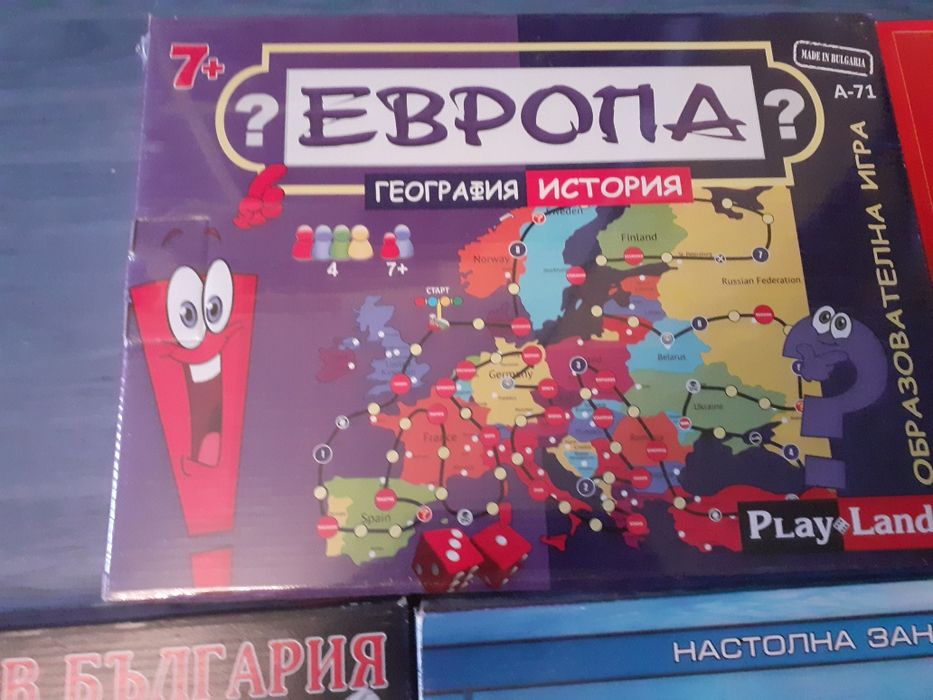 7+
ЕВРОПА
? ?
MADE IN BULGARIA
A-71
ГЕОГРАФИЯ ИСТОРИЯ
ОБРАЗОВАТЕЛНА ИГРА
4 7+
СТАРТ
Sweden
Finland
Norway
Russian Federation
Belarus
Germany
Ukraine
France
Romania
Spain
PLAY LAND
В БЪЛГАРИЯ
НАСТОЛНА ЗАН